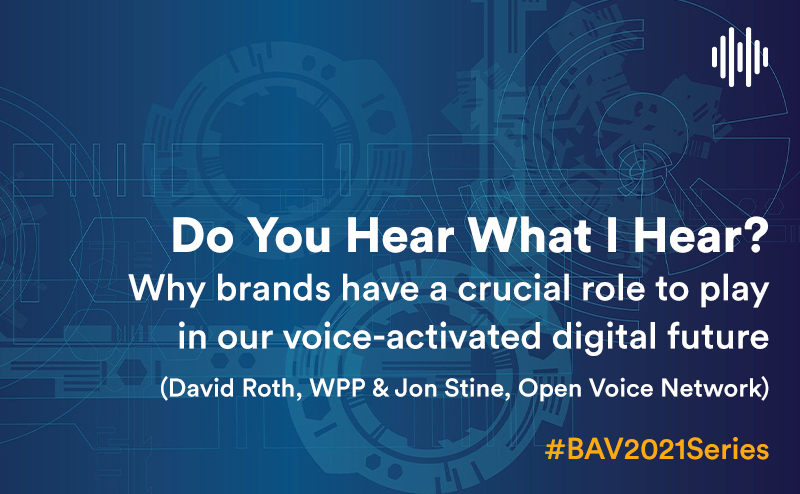 Do You Hear What I Hear?
Why brands have a crucial role to play
in our voice-activated digital future
(David Roth, WPP & Jon Stine, Open Voice Network)
#BAV2021Series